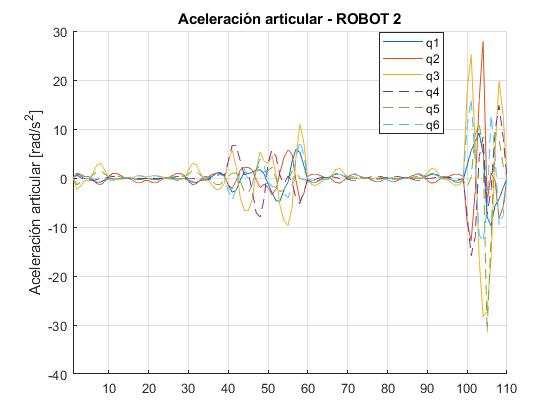 Aceleración articular - ROBOT 2
Aceleración articular [rad/s²]
30
20
10
0
-10
-20
-30
-40
10 20 30 40 50 60 70 80 90 100 110
q1
q2
q3
q4
q5
q6